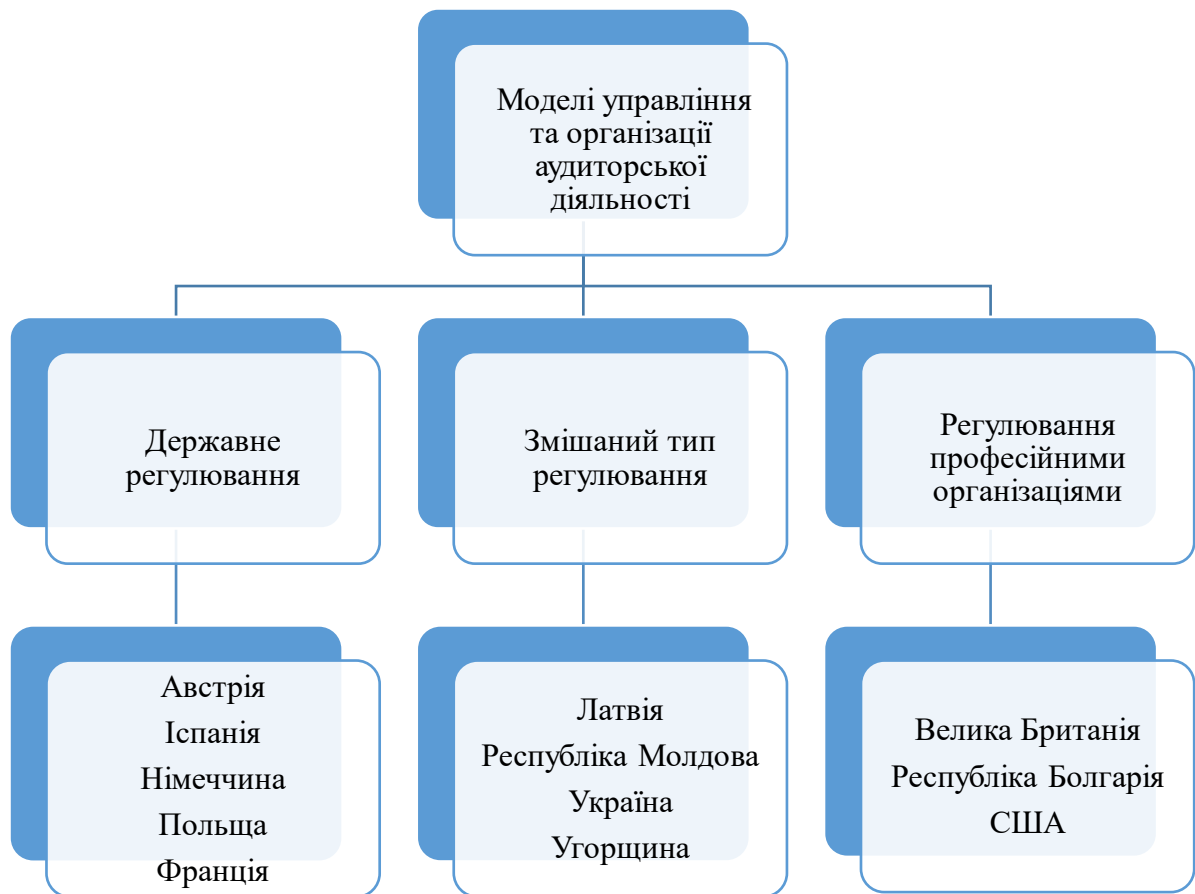 Моделі управління
та організації
аудиторської
діяльності
Державне
регулювання
Змішаний тип
регулювання
Регулювання
професійними
організаціями
Австрія
Іспанія
Німеччина
Польща
Франція
Латвія
Республіка Молдова
Україна
Угорщина
Велика Британія
Республіка Болгарія
США